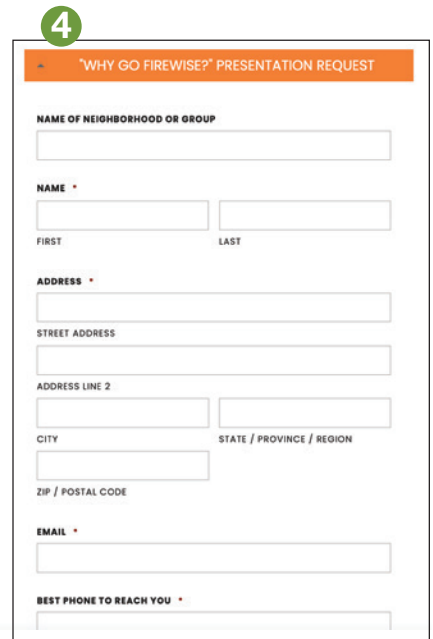 4
"WHY GO FIREWISE?" PRESENTATION REQUEST
NAME OF NEIGHBORHOOD OR GROUP
NAME *
FIRST LAST
ADDRESS *
STREET ADDRESS
ADDRESS LINE 2
CITY STATE / PROVINCE / REGION
ZIP / POSTAL CODE
EMAIL *
BEST PHONE TO REACH YOU *